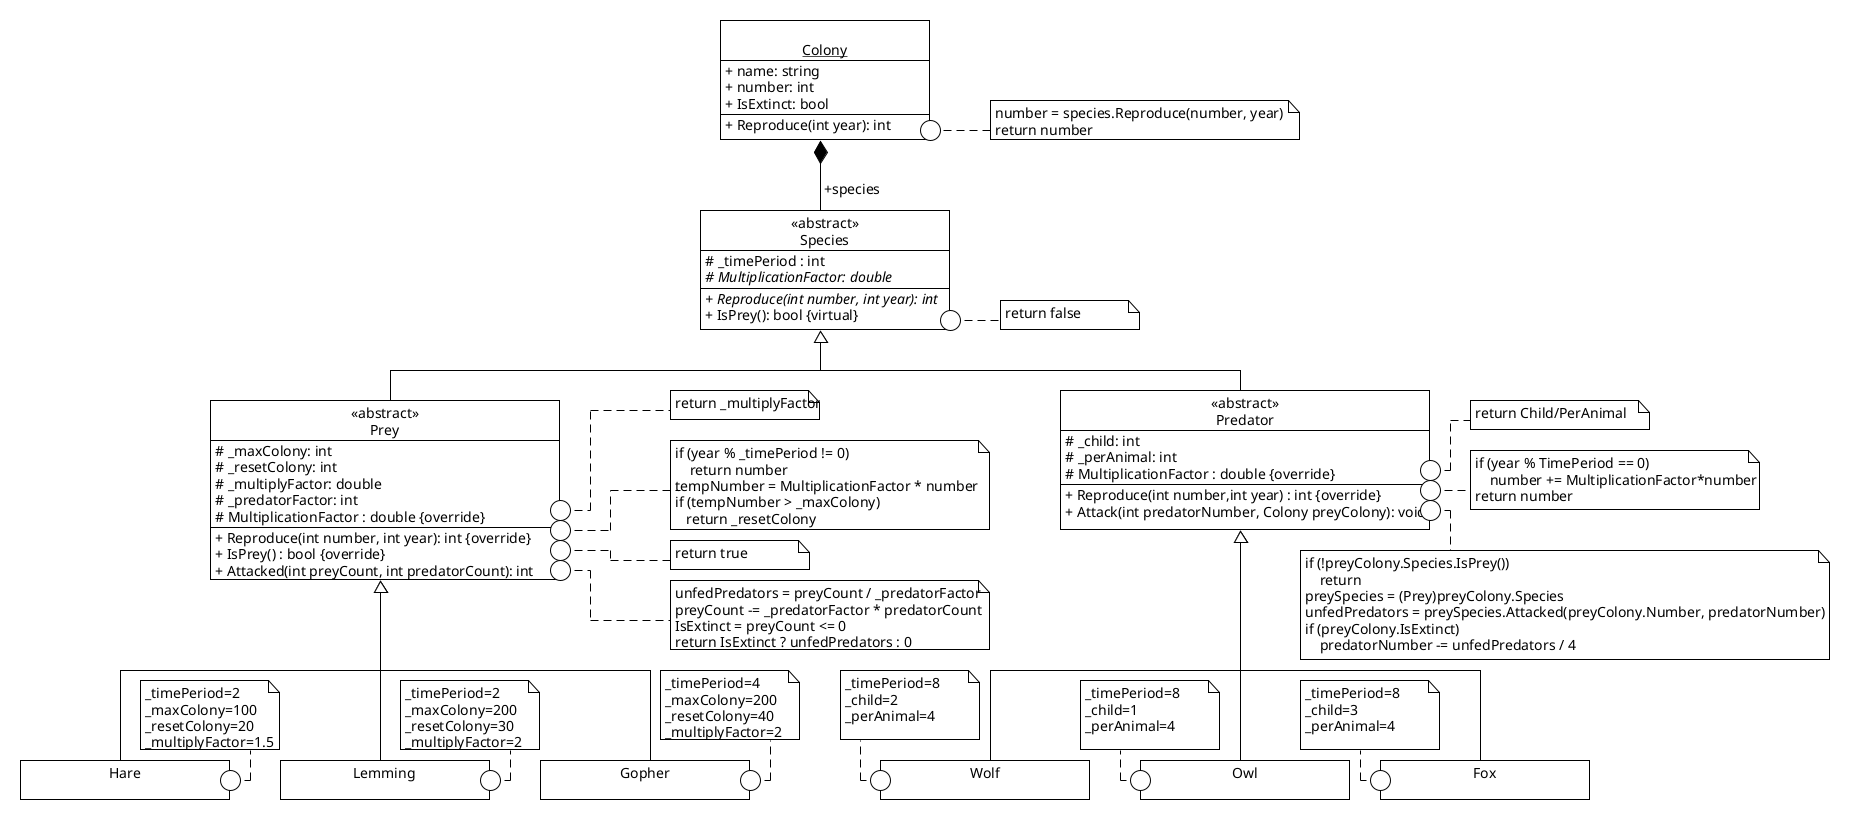 Colony
+ name: string
+ number: int
+ IsExtinct: bool
+ Reproduce(int year): int
number = species.Reproduce(number, year)
return number
+species
«abstract»
Species
# _timePeriod : int
# MultiplicationFactor: double
+ Reproduce(int number, int year): int
+ IsPrey(): bool {virtual}
return false
«abstract»
Prey
# _maxColony: int
# _resetColony: int
# _multiplyFactor: double
# _predatorFactor: int
# MultiplicationFactor : double {override}
+ Reproduce(int number, int year): int {override}
+ IsPrey() : bool {override}
+ Attacked(int preyCount, int predatorCount): int
return _multiplyFactor
if (year % _timePeriod != 0)
return number
tempNumber = MultiplicationFactor * number
if (tempNumber > _maxColony)
return _resetColony
return true
unfedPredators = preyCount / _predatorFactor
preyCount -= _predatorFactor * predatorCount
IsExtinct = preyCount <= 0
return IsExtinct ? unfedPredators : 0
«abstract»
Predator
# _child: int
# _perAnimal: int
# MultiplicationFactor : double {override}
+ Reproduce(int number,int year) : int {override}
+ Attack(int predatorNumber, Colony preyColony): void
return Child/PerAnimal
if (year % TimePeriod == 0)
number += MultiplicationFactor*number
return number
if (!preyColony.Species.IsPrey())
return
preySpecies = (Prey)preyColony.Species
unfedPredators = preySpecies.Attacked(preyColony.Number, predatorNumber)
if (preyColony.IsExtinct)
predatorNumber -= unfedPredators / 4
_timePeriod=2
_maxColony=100
_resetColony=20
_multiplyFactor=1.5
Hare
_timePeriod=2
_maxColony=200
_resetColony=30
_multiplyFactor=2
Lemming
_timePeriod=4
_maxColony=200
_resetColony=40
_multiplyFactor=2
Gopher
_timePeriod=8
_child=2
_perAnimal=4
Wolf
_timePeriod=8
_child=1
_perAnimal=4
Owl
_timePeriod=8
_child=3
_perAnimal=4
Fox